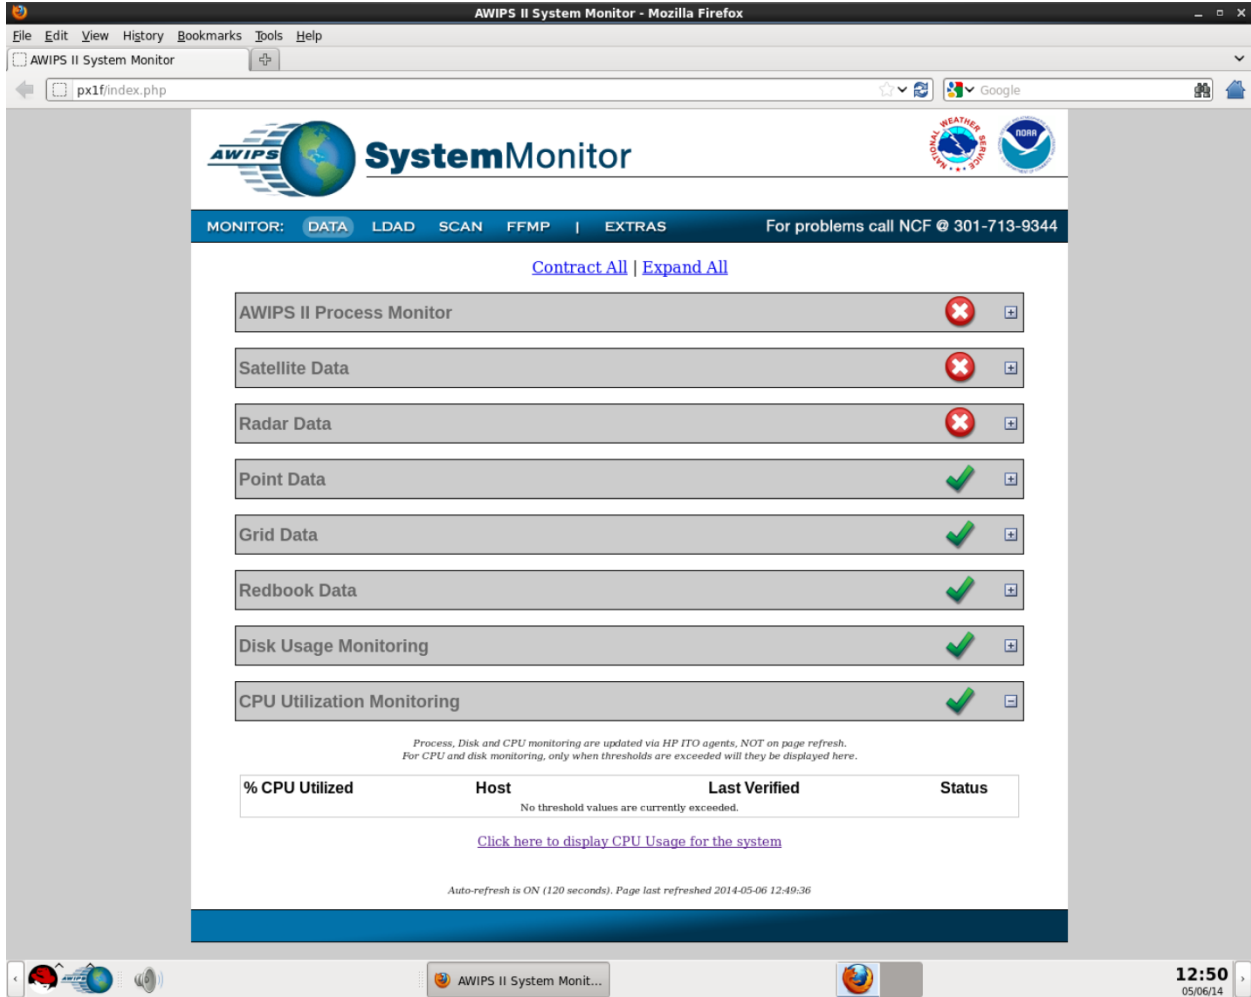 AWIPS II System Monitor - Mozilla Firefox
File Edit View History Bookmarks Tools Help
AWIPS II System Monitor
px1f/index.php
Google
AWIPS
SystemMonitor
NATIONAL WEATHER SERVICE
NOAA
MONITOR: DATA LDAD SCAN FFMP | EXTRAS For problems call NCF @ 301-713-9344
Contract All | Expand All
AWIPS II Process Monitor
Satellite Data
Radar Data
Point Data
Grid Data
Redbook Data
Disk Usage Monitoring
CPU Utilization Monitoring
Process, Disk and CPU monitoring are updated via HP ITO agents, NOT on page refresh.
For CPU and disk monitoring, only when thresholds are exceeded will they be displayed here.
% CPU Utilized Host Last Verified Status
No threshold values are currently exceeded.
Click here to display CPU Usage for the system
Auto-refresh is ON (120 seconds). Page last refreshed 2014-05-06 12:49:36
AWIPS
AWIPS II System Monit...
12:50
05/06/14